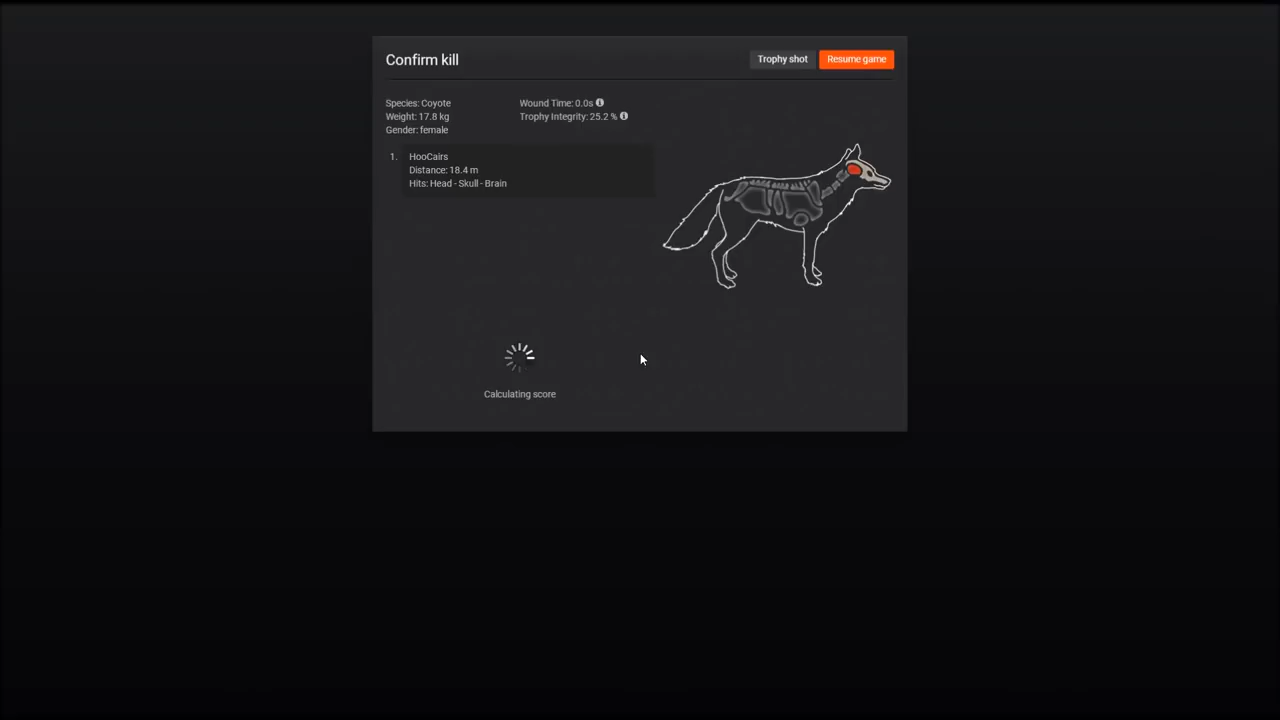 Confirm kill
Trophy shot
Resume game
Species: Coyote
Weight: 17.8 kg
Gender: female
Wound Time: 0.0s
Trophy Integrity: 25.2 %
1.
HooCairs
Distance: 18.4 m
Hits: Head - Skull - Brain
Calculating score